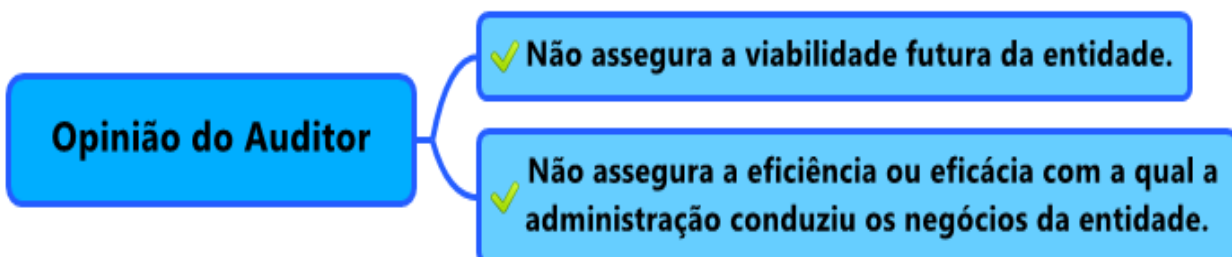 Opinião do Auditor
Não assegura a viabilidade futura da entidade.
Não assegura a eficiência ou eficácia com a qual a
administração conduziu os negócios da entidade.